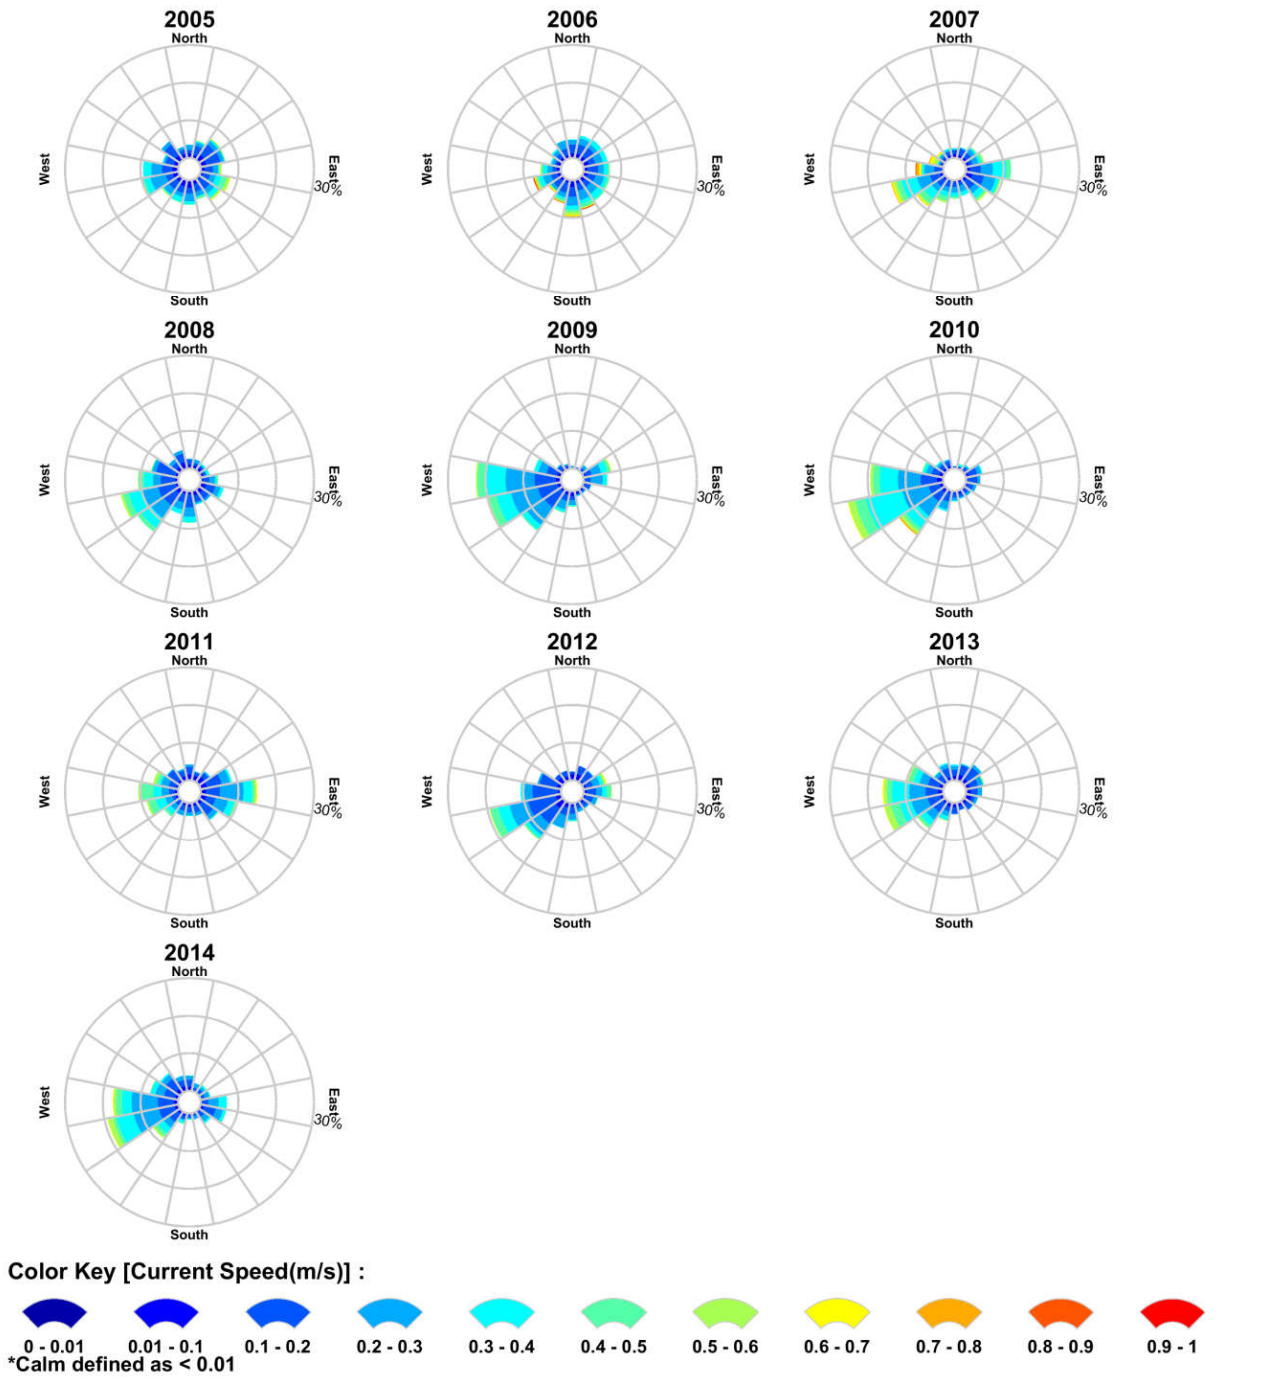 2005 2006 2007
North North North
West East West East West East
30% 30% 30%
South South South
2008 2009 2010
North North North
West East West East West East
30% 30% 30%
South South South
2011 2012 2013
North North North
West East West East West East
30% 30% 30%
South South South
2014
North
West East
30%
South
Color Key [Current Speed(m/s)] :
0 - 0.01 0.01 - 0.1 0.1 - 0.2 0.2 - 0.3 0.3 - 0.4 0.4 - 0.5 0.5 - 0.6 0.6 - 0.7 0.7 - 0.8 0.8 - 0.9 0.9 - 1
*Calm defined as < 0.01